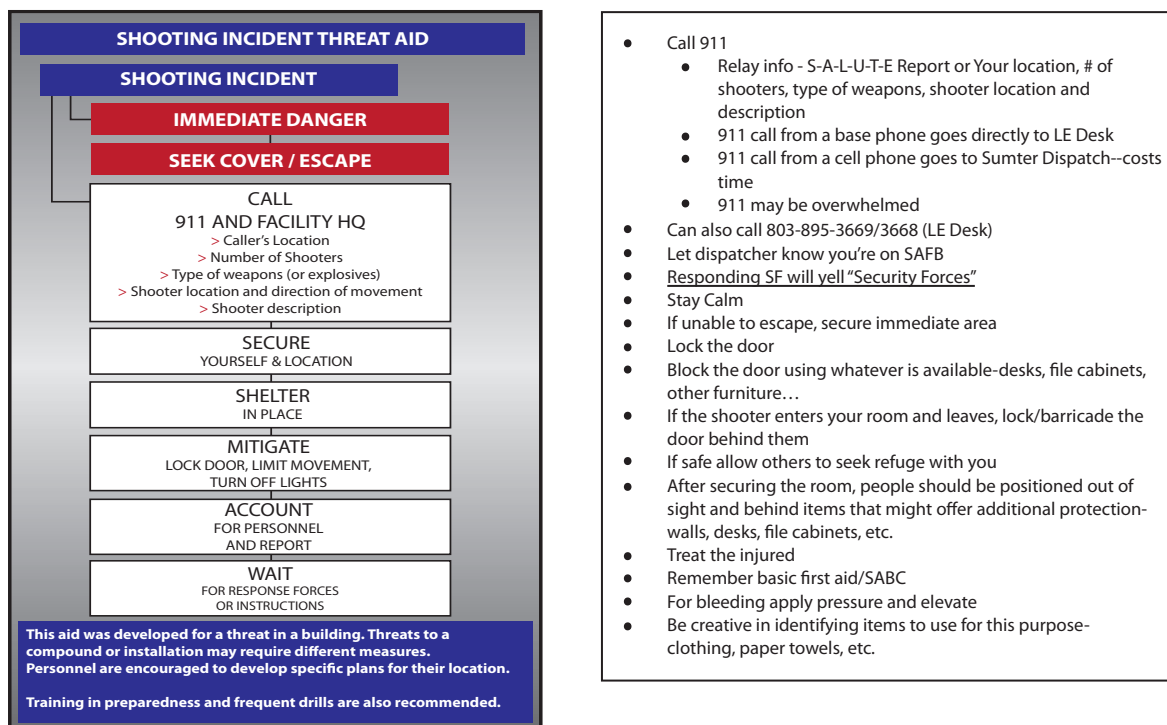 SHOOTING INCIDENT THREAT AID
SHOOTING INCIDENT
IMMEDIATE DANGER
SEEK COVER / ESCAPE
CALL
911 AND FACILITY HQ
> Caller's Location
> Number of Shooters
> Type of weapons (or explosives)
> Shooter location and direction of movement
> Shooter description
SECURE
YOURSELF & LOCATION
SHELTER
IN PLACE
MITIGATE
LOCK DOOR, LIMIT MOVEMENT,
TURN OFF LIGHTS
ACCOUNT
FOR PERSONNEL
AND REPORT
WAIT
FOR RESPONSE FORCES
OR INSTRUCTIONS
This aid was developed for a threat in a building. Threats to a
compound or installation may require different measures.
Personnel are encouraged to develop specific plans for their location.
Training in preparedness and frequent drills are also recommended.
• Call 911
• Relay info - S-A-L-U-T-E Report or Your location, # of
shooters, type of weapons, shooter location and
description
• 911 call from a base phone goes directly to LE Desk
• 911 call from a cell phone goes to Sumter Dispatch--costs
time
• 911 may be overwhelmed
• Can also call 803-895-3669/3668 (LE Desk)
• Let dispatcher know you're on SAFB
• Responding SF will yell "Security Forces"
• Stay Calm
• If unable to escape, secure immediate area
• Lock the door
• Block the door using whatever is available-desks, file cabinets,
other furniture…
• If the shooter enters your room and leaves, lock/barricade the
door behind them
• If safe allow others to seek refuge with you
• After securing the room, people should be positioned out of
sight and behind items that might offer additional protection-
walls, desks, file cabinets, etc.
• Treat the injured
• Remember basic first aid/SABC
• For bleeding apply pressure and elevate
• Be creative in identifying items to use for this purpose-
clothing, paper towels, etc.